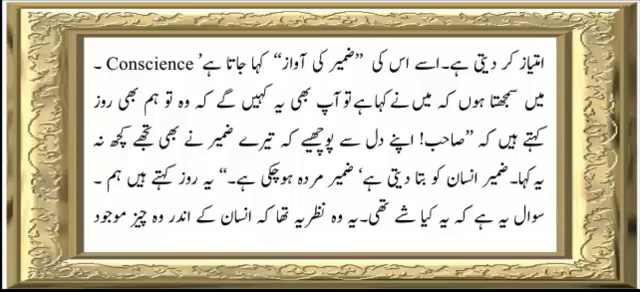 امتیاز کر دیتی ہے۔اسے اس کی ”ضمیر کی آواز“ کہا جاتا ہے‘ Conscience ۔
میں سمجھتا ہوں کہ میں نے کہا ہے تو آپ بھی یہ کہیں گے کہ وہ تو ہم بھی روز
کہتے ہیں کہ ”صاحب! اپنے دل سے پوچھیے کہ تیرے ضمیر نے بھی تجھے کچھ نہ
یہ کہا۔ضمیر انسان کو بتا دیتی ہے‘ ضمیر مردہ ہوچکی ہے۔“ یہ روز کہتے ہیں ہم ۔
سوال یہ ہے کہ یہ کیا شے تھی۔یہ وہ نظریہ تھا کہ انسان کے اندر وہ چیز موجود